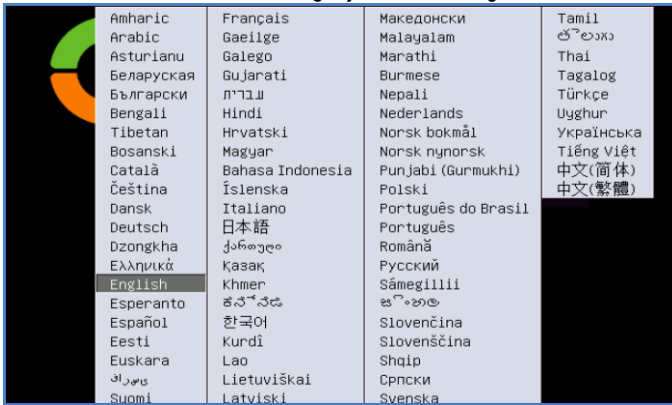 Amharic
Arabic
Asturianu
Беларуская
Български
Bengali
Tibetan
Bosanski
Català
Čeština
Dansk
Deutsch
Dzongkha
Ελληνικά
English
Esperanto
Español
Eesti
Euskara
فارسی
Suomi
Français
Gaeilge
Galego
Gujarati
עברית
Hindi
Hrvatski
Magyar
Bahasa Indonesia
Íslenska
Italiano
日本語
ქართული
Қазақ
Khmer
ಕನ್ನಡ
한국어
Kurdî
Lao
Lietuviškai
Latviski
Македонски
Malayalam
Marathi
Burmese
Nepali
Nederlands
Norsk bokmål
Norsk nynorsk
Punjabi (Gurmukhi)
Polski
Português do Brasil
Português
Română
Русский
Sámegillii
සිංහල
Slovenčina
Slovenščina
Shqip
Српски
Svenska
Tamil
తెలుగు
Thai
Tagalog
Türkçe
Uyghur
Українська
Tiếng Việt
中文(简体)
中文(繁體)